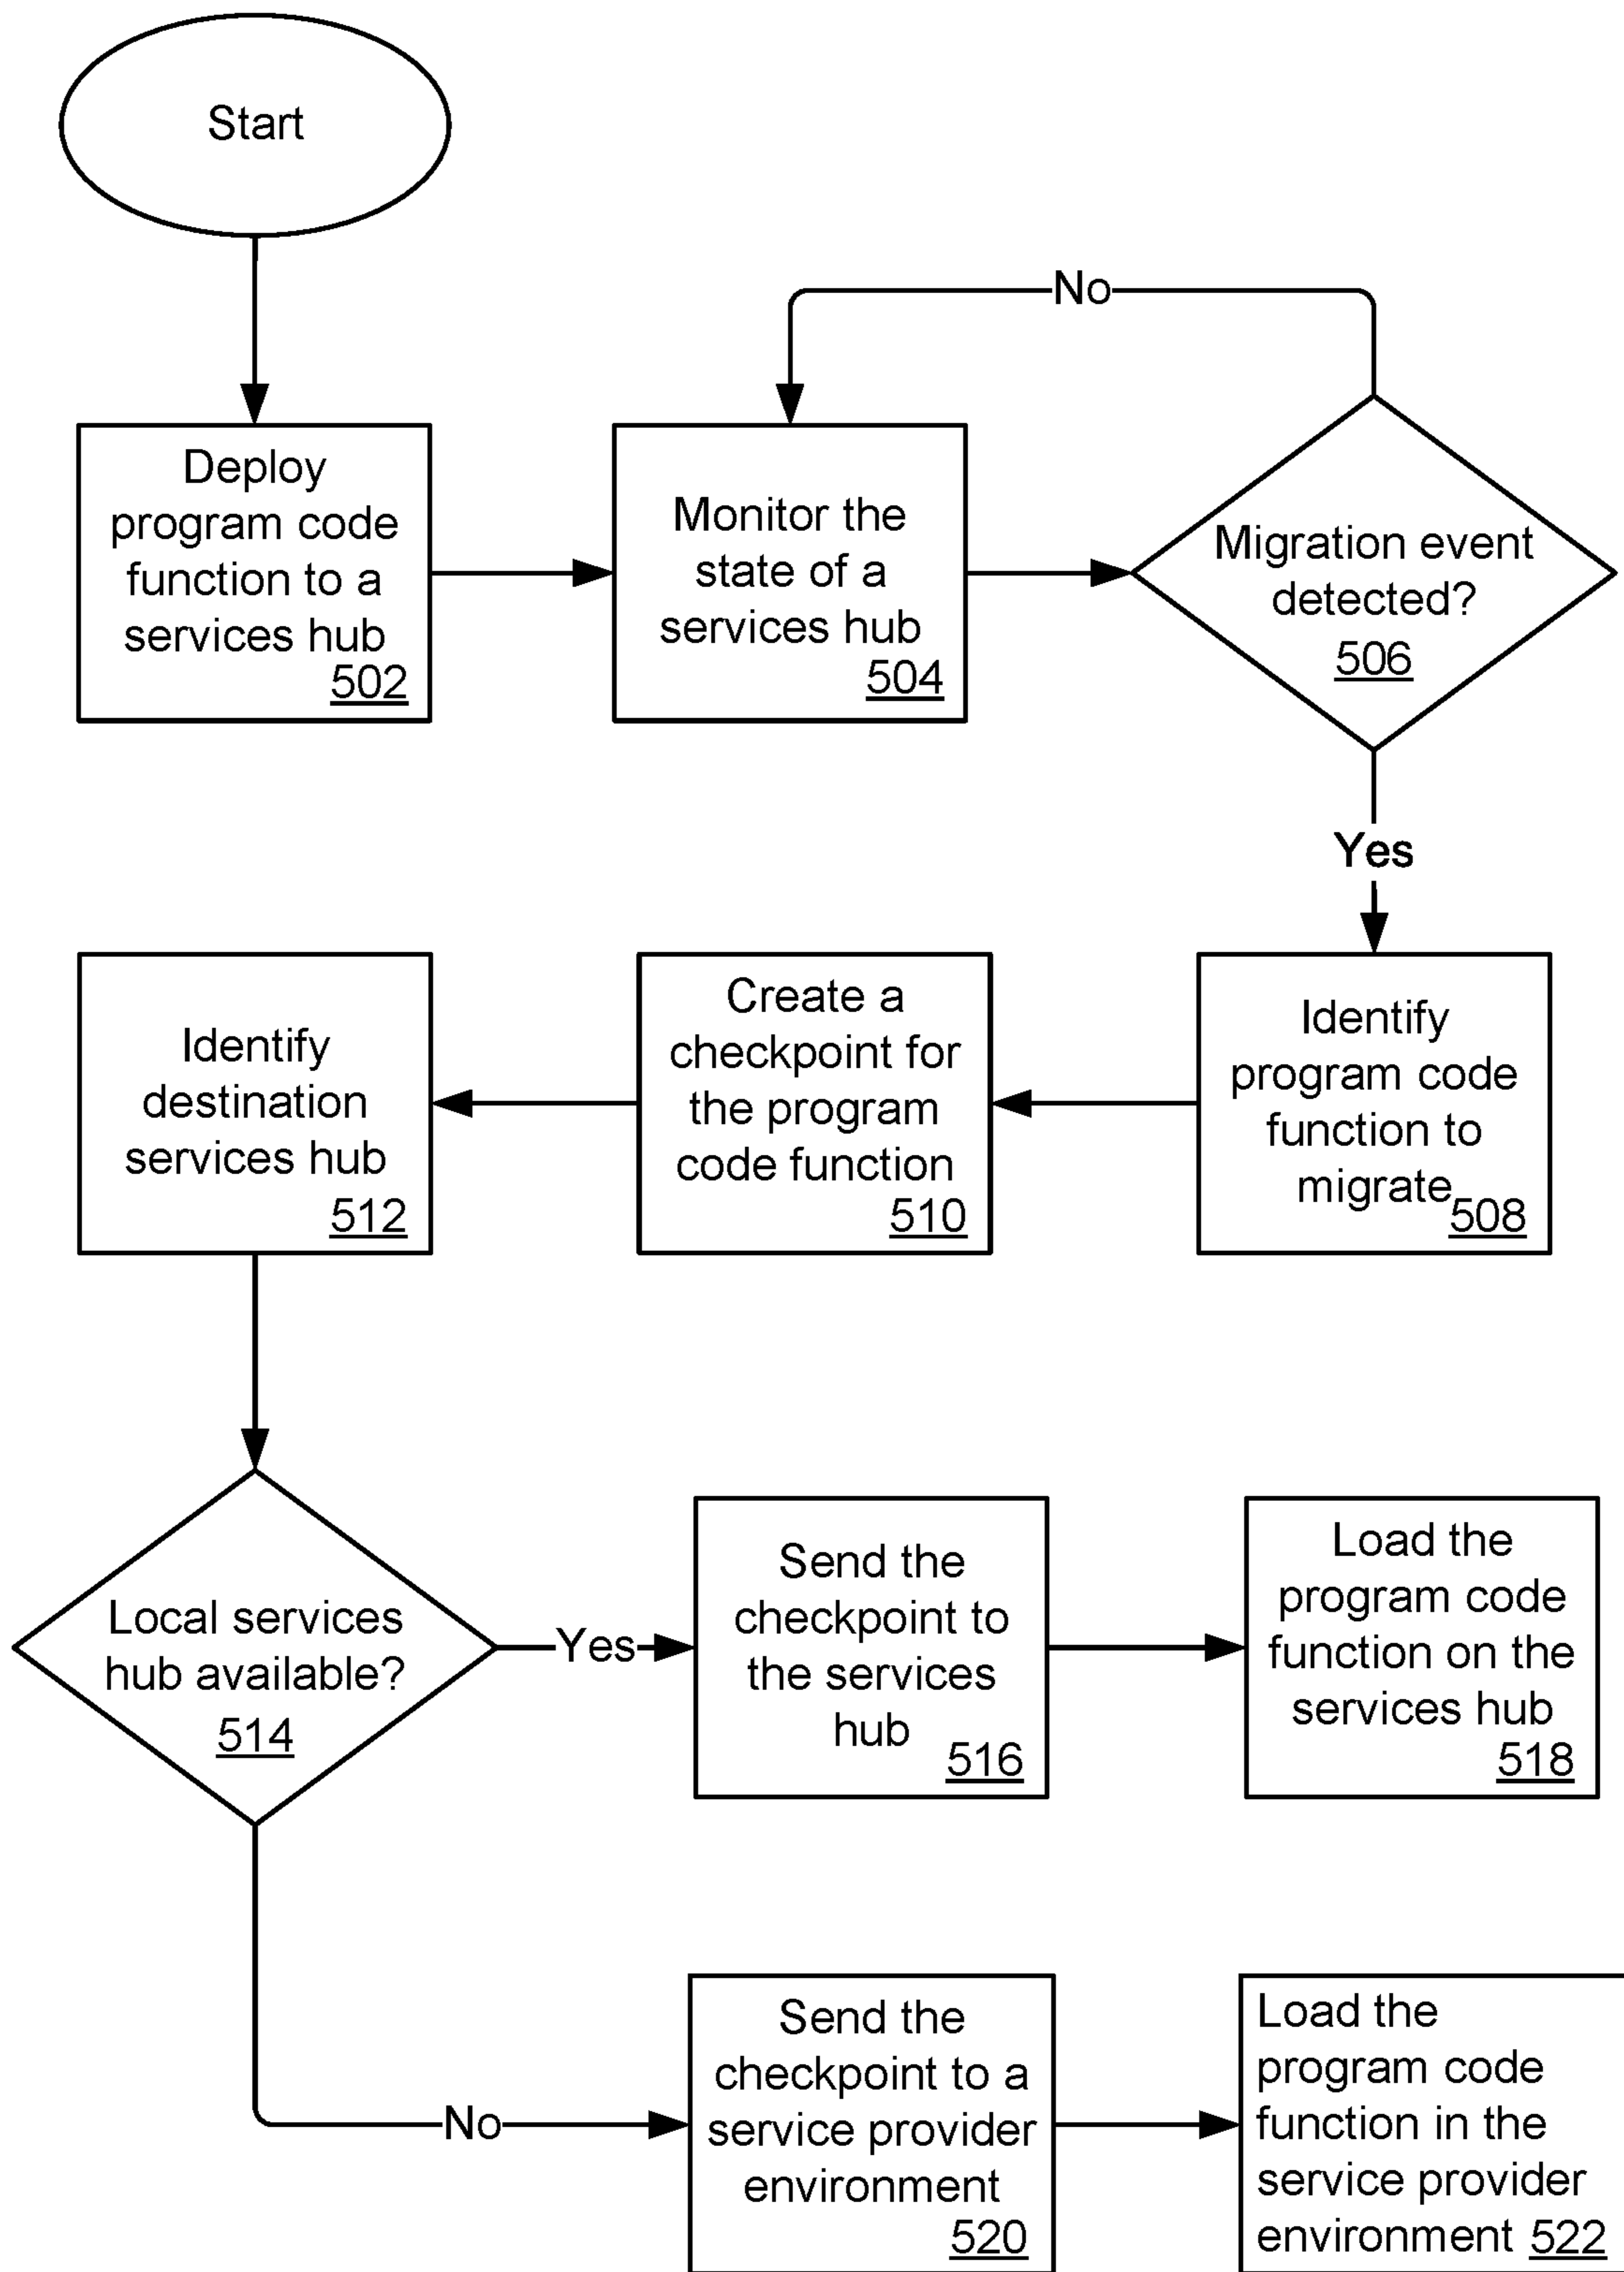 Start
Deploy
program code
function to a
services hub
502
Monitor the
state of a
services hub
504
No
Migration event
detected?
506
Yes
Identify
program code
function to
migrate
508
Create a
checkpoint for
the program
code function
510
Identify
destination
services hub
512
Local services
hub available?
514
Yes
Send the
checkpoint to
the services
hub
516
Load the
program code
function on the
services hub
518
No
Send the
checkpoint to a
service provider
environment
520
Load the
program code
function in the
service provider
environment 522